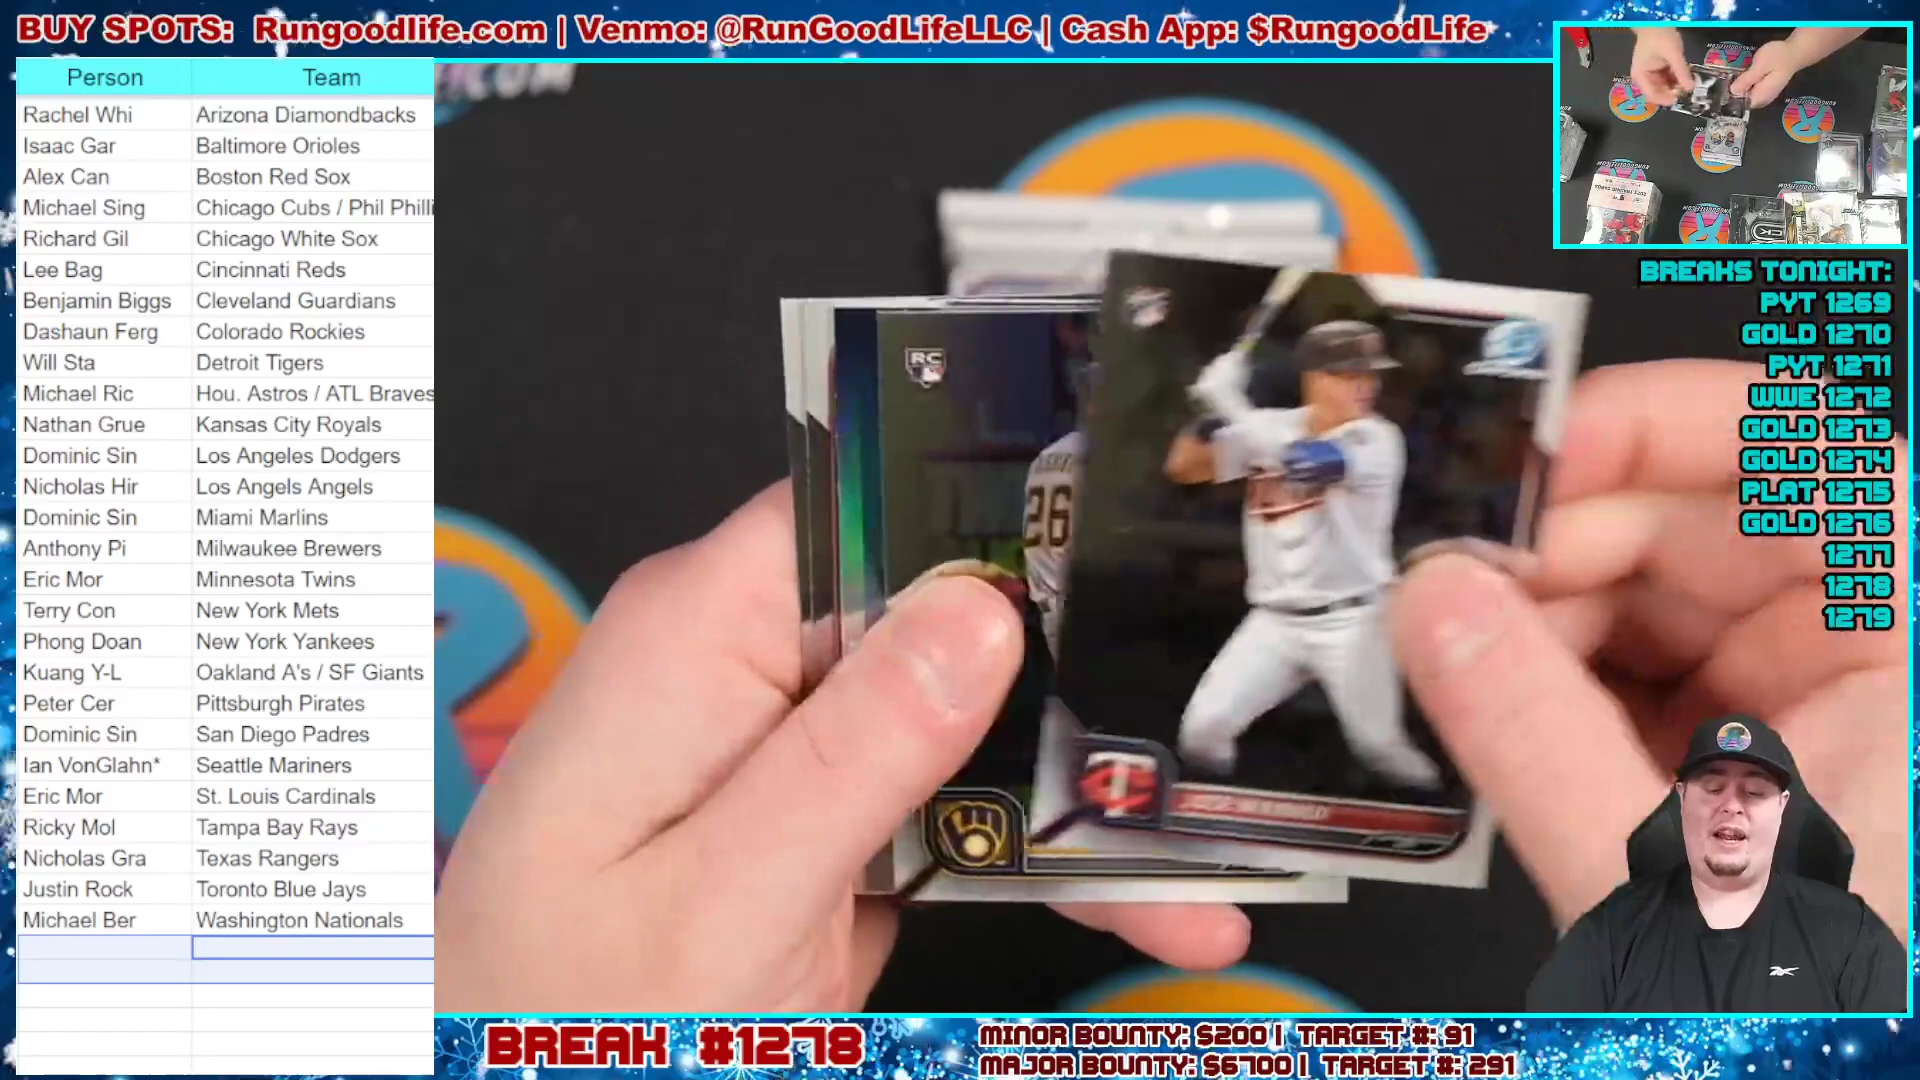 BUY SPOTS: Rungoodlife.com | Venmo: @RunGoodLifeLLC | Cash App: $RungoodLife
Person Team
Rachel Whi Arizona Diamondbacks
Isaac Gar Baltimore Orioles
Alex Can Boston Red Sox
Michael Sing Chicago Cubs / Phil Philli
Richard Gil Chicago White Sox
Lee Bag Cincinnati Reds
Benjamin Biggs Cleveland Guardians
Dashaun Ferg Colorado Rockies
Will Sta Detroit Tigers
Michael Ric Hou. Astros / ATL Braves
Nathan Grue Kansas City Royals
Dominic Sin Los Angeles Dodgers
Nicholas Hir Los Angels Angels
Dominic Sin Miami Marlins
Anthony Pi Milwaukee Brewers
Eric Mor Minnesota Twins
Terry Con New York Mets
Phong Doan New York Yankees
Kuang Y-L Oakland A's / SF Giants
Peter Cer Pittsburgh Pirates
Dominic Sin San Diego Padres
Ian VonGlahn* Seattle Mariners
Eric Mor St. Louis Cardinals
Ricky Mol Tampa Bay Rays
Nicholas Gra Texas Rangers
Justin Rock Toronto Blue Jays
Michael Ber Washington Nationals
.COM
RC
26
BREAKS TONIGHT:
PYT 1269
GOLD 1270
PYT 1271
WWE 1272
GOLD 1273
GOLD 1274
PLAT 1275
GOLD 1276
1277
1278
1279
BREAK #1278
MINOR BOUNTY: $200 | TARGET #: 91
MAJOR BOUNTY: $6700 | TARGET #: 291